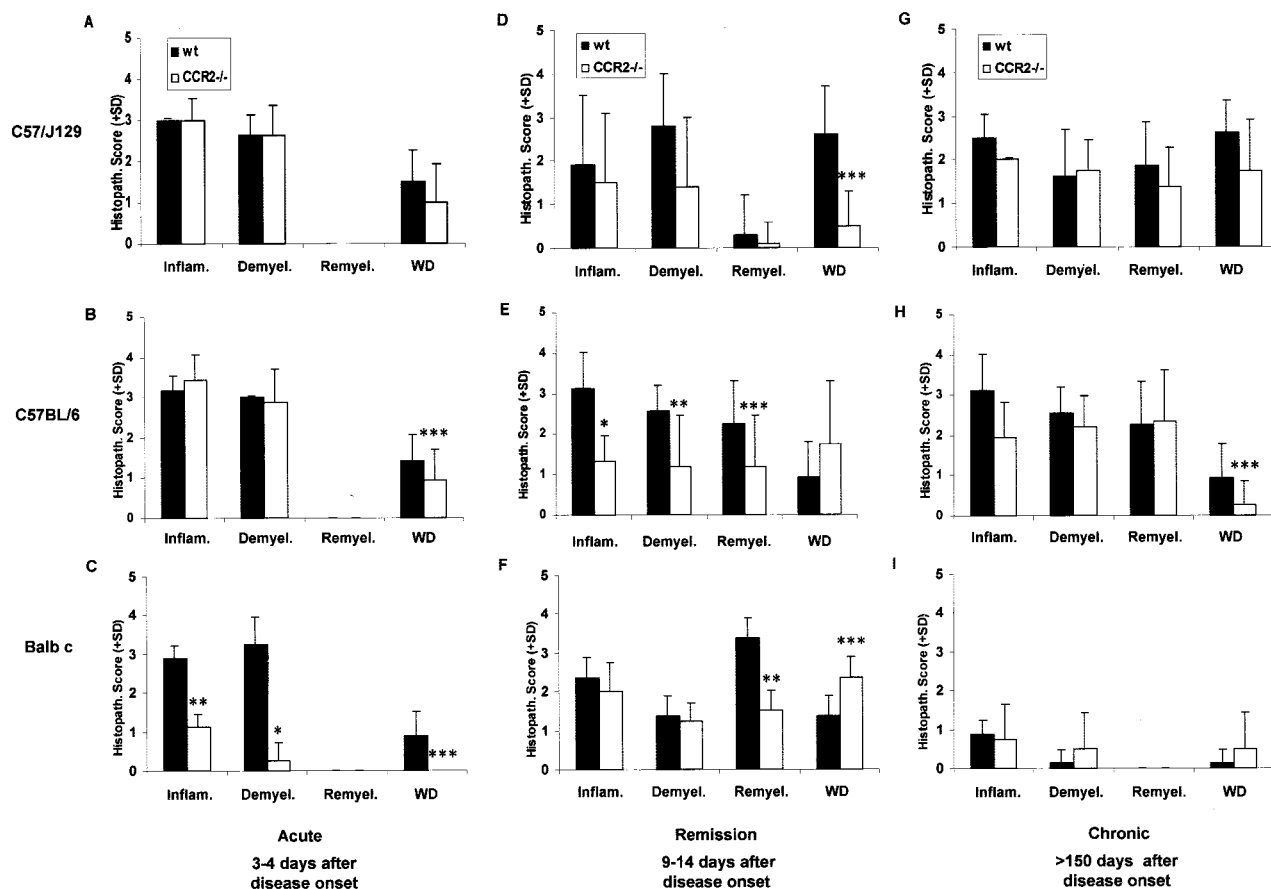 A
5
4
3
2
1
0
Histopath. Score (+SD)
wt
CCR2-/-
Inflam. Demyel. Remyel. WD
D
5
4
3
2
1
0
Histopath. Score (+SD)
wt
CCR2-/-
***
Inflam. Demyel. Remyel. WD
G
5
4
3
2
1
0
Histopath. Score (+SD)
wt
CCR2-/-
Inflam. Demyel. Remyel. WD
C57/J129
B
5
4
3
2
1
0
Histopath. Score (+SD)
***
Inflam. Demyel. Remyel. WD
E
5
4
3
2
1
0
Histopath. Score (+SD)
*
**
***
Inflam. Demyel. Remyel. WD
H
5
4
3
2
1
0
Histopath. Score (+SD)
***
Inflam. Demyel. Remyel. WD
C57BL/6
C
5
4
3
2
1
0
Histopath. Score (+SD)
**
*
***
Inflam. Demyel. Remyel. WD
F
5
4
3
2
1
0
Histopath. Score (+SD)
**
***
Inflam. Demyel. Remyel. WD
I
5
4
3
2
1
0
Histopath. Score (+SD)
Inflam. Demyel. Remyel. WD
Balb c
Acute
3-4 days after
disease onset
Remission
9-14 days after
disease onset
Chronic
>150 days after
disease onset